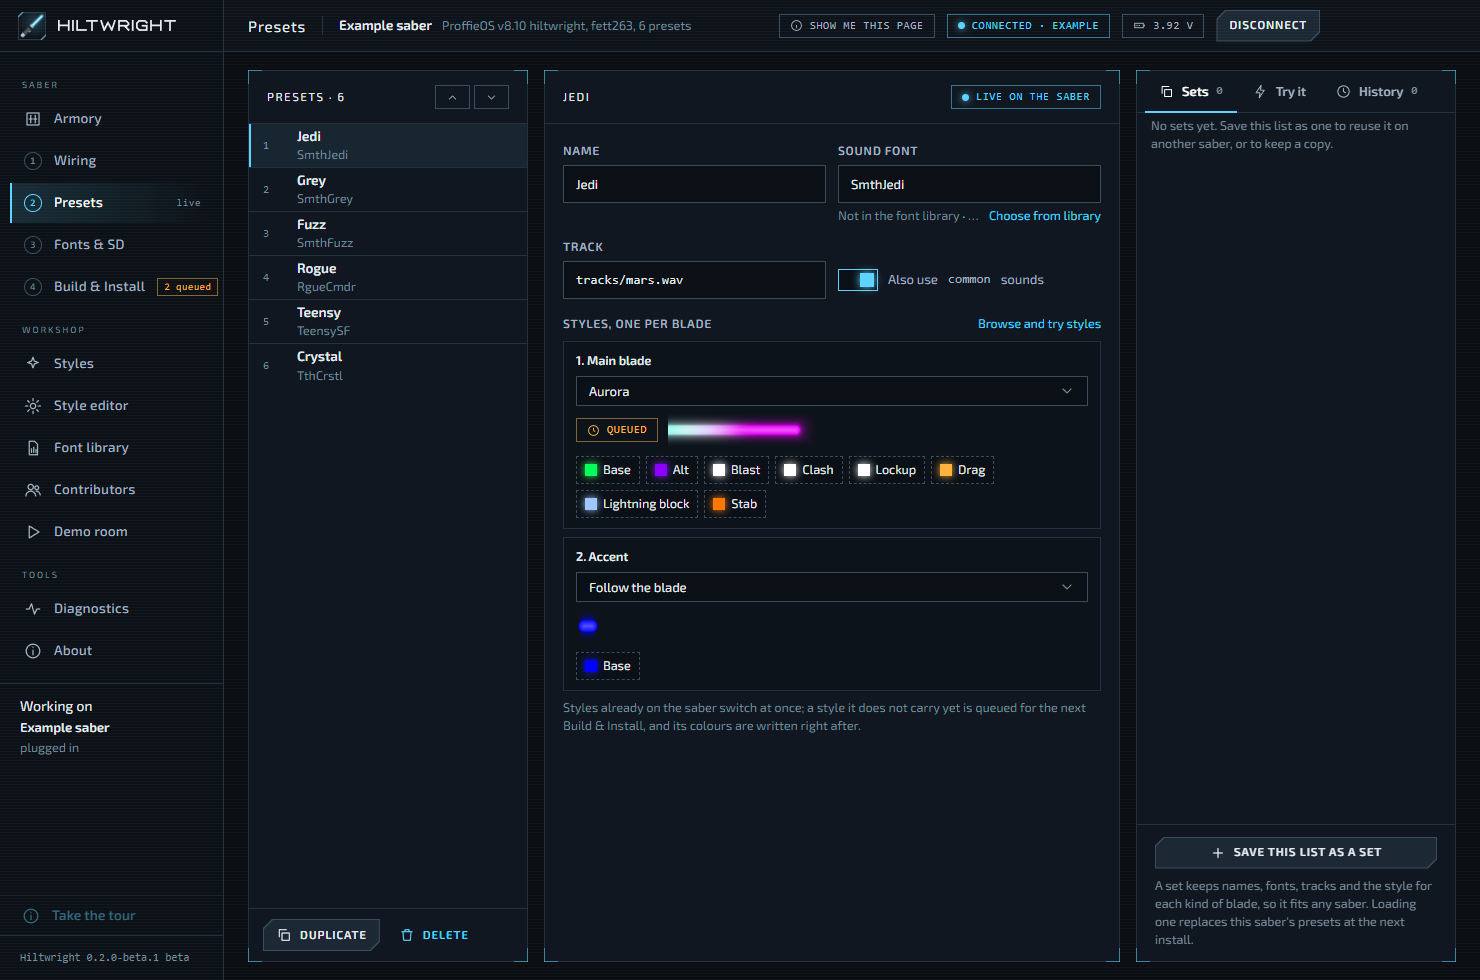 HILTWRIGHT
Presets
Example saber ProffieOS v8.10 hiltwright, fett263, 6 presets
SHOW ME THIS PAGE
CONNECTED · EXAMPLE
3.92 V
DISCONNECT
SABER
Armory
1 Wiring
2 Presets live
3 Fonts & SD
4 Build & Install 2 queued
WORKSHOP
Styles
Style editor
Font library
Contributors
Demo room
TOOLS
Diagnostics
About
Working on
Example saber
plugged in
Take the tour
Hiltwright 0.2.0-beta.1 beta
PRESETS · 6
1 Jedi
SmthJedi
2 Grey
SmthGrey
3 Fuzz
SmthFuzz
4 Rogue
RgueCmdr
5 Teensy
TeensySF
6 Crystal
TthCrstl
DUPLICATE
DELETE
JEDI
LIVE ON THE SABER
NAME
Jedi
SOUND FONT
SmthJedi
Not in the font library · … Choose from library
TRACK
tracks/mars.wav
Also use common sounds
STYLES, ONE PER BLADE
Browse and try styles
1. Main blade
Aurora
QUEUED
Base Alt Blast Clash Lockup Drag
Lightning block Stab
2. Accent
Follow the blade
Base
Styles already on the saber switch at once; a style it does not carry yet is queued for the next
Build & Install, and its colours are written right after.
Sets 0 Try it History 0
No sets yet. Save this list as one to reuse it on
another saber, or to keep a copy.
SAVE THIS LIST AS A SET
A set keeps names, fonts, tracks and the style for
each kind of blade, so it fits any saber. Loading
one replaces this saber's presets at the next
install.